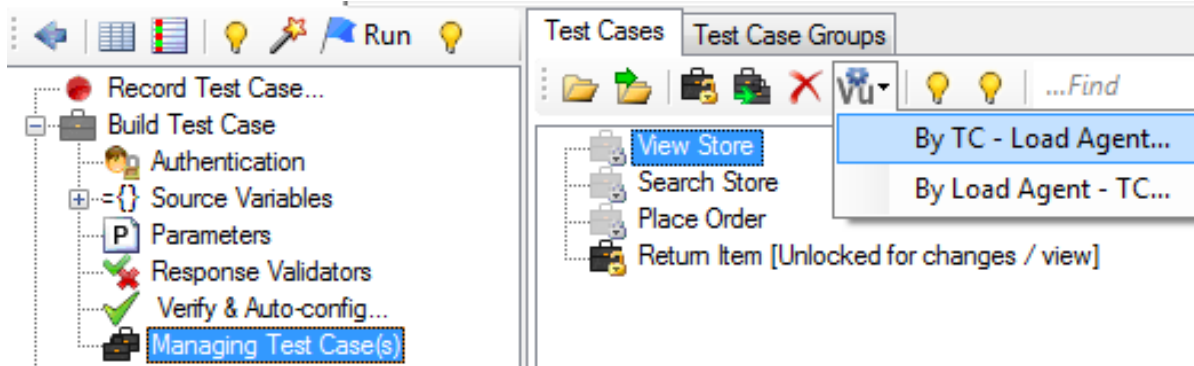 Run
Record Test Case...
Build Test Case
Authentication
={} Source Variables
P Parameters
Response Validators
Verify & Auto-config...
Managing Test Case(s)
Test Cases
Test Case Groups
Vu
...Find
By TC - Load Agent...
By Load Agent - TC...
View Store
Search Store
Place Order
Return Item [Unlocked for changes / view]